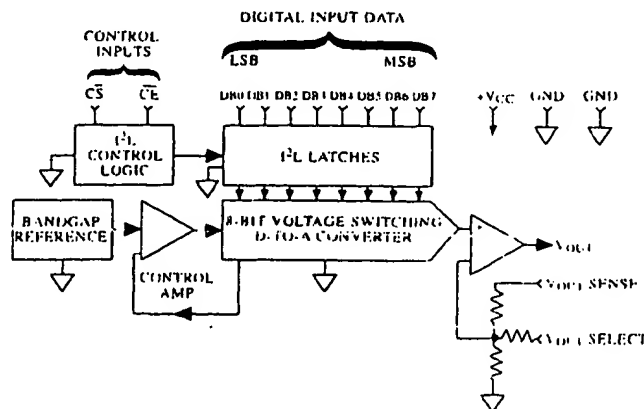 DIGITAL INPUT DATA
CONTROL
INPUTS
LSB
MSB
C̅S̅
C̅E̅
DB0 DB1 DB2 DB3 DB4 DB5 DB6 DB7
+VCC
GND
GND
I²L
CONTROL
LOGIC
I²L LATCHES
BANDGAP
REFERENCE
8-BIT VOLTAGE SWITCHING
D-TO-A CONVERTER
CONTROL
AMP
+
-
VOUT
VOUT SENSE
VOUT SELECT